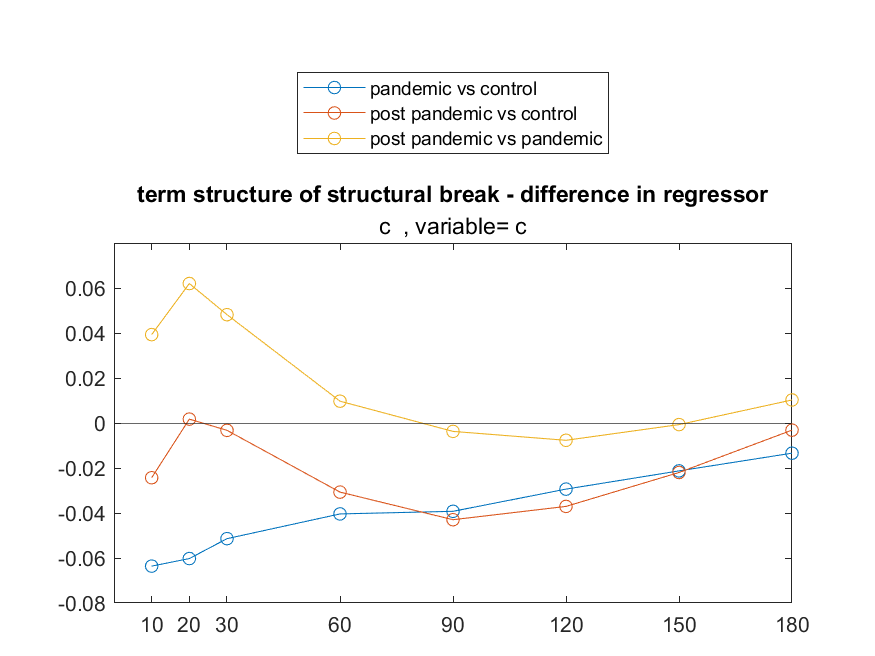 pandemic vs control
post pandemic vs control
post pandemic vs pandemic
term structure of structural break - difference in regressor
c , variable= c
0.06
0.04
0.02
0
-0.02
-0.04
-0.06
-0.08
10 20 30 60 90 120 150 180